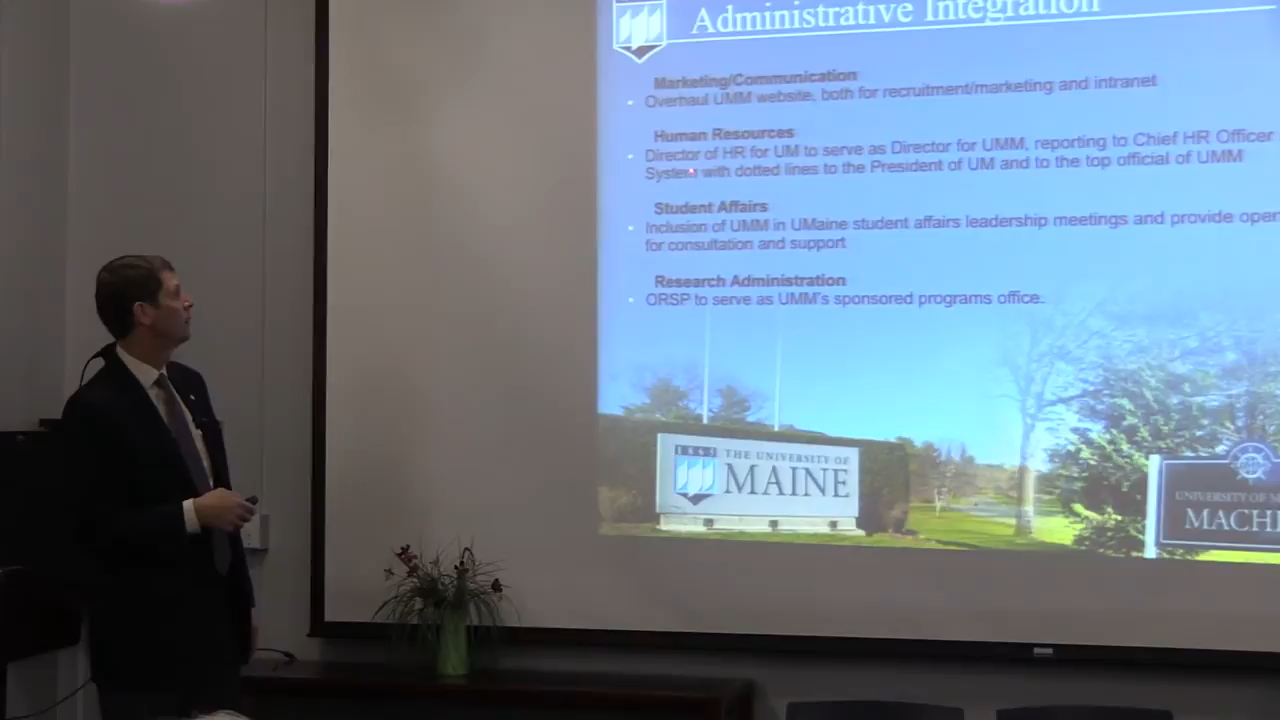 Administrative Integration
Marketing/Communication
• Overhaul UMM website, both for recruitment/marketing and intranet
Human Resources
• Director of HR for UM to serve as Director for UMM, reporting to Chief HR Officer
System with dotted lines to the President of UM and to the top official of UMM
Student Affairs
• Inclusion of UMM in UMaine student affairs leadership meetings and provide open
for consultation and support
Research Administration
• ORSP to serve as UMM's sponsored programs office.
1865
THE UNIVERSITY OF
MAINE
UNIVERSITY OF M
MACHI